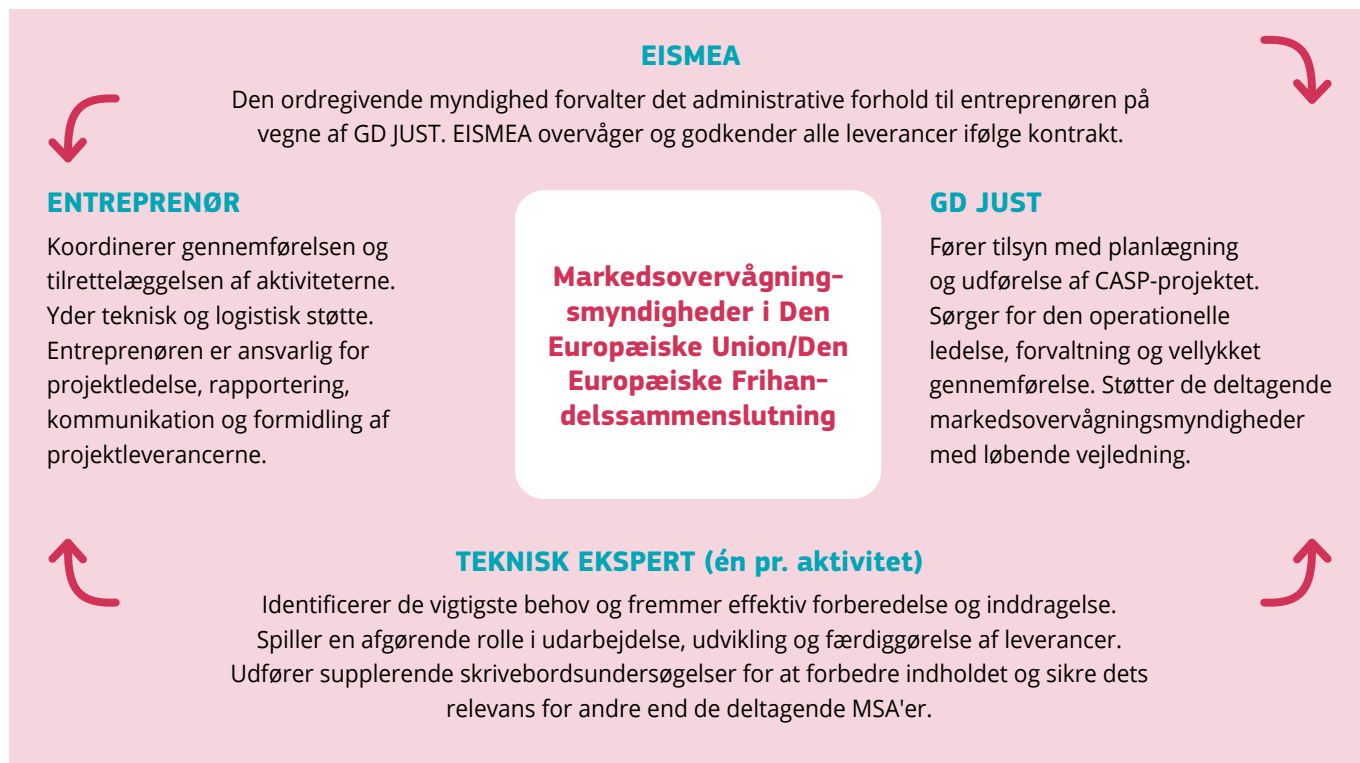 EISMEA
Den ordregivende myndighed forvalter det administrative forhold til entreprenøren på
vegne af GD JUST. EISMEA overvåger og godkender alle leverancer ifølge kontrakt.
ENTREPRENØR
Koordinerer gennemførelsen og
tilrettelæggelsen af aktiviteterne.
Yder teknisk og logistisk støtte.
Entreprenøren er ansvarlig for
projektledelse, rapportering,
kommunikation og formidling af
projektleverancerne.
Markedsovervågning-
smyndigheder i Den
Europæiske Union/Den
Europæiske Frihan-
delssammenslutning
GD JUST
Fører tilsyn med planlægning
og udførelse af CASP-projektet.
Sørger for den operationelle
ledelse, forvaltning og vellykket
gennemførelse. Støtter de deltagende
markedsovervågningsmyndigheder
med løbende vejledning.
TEKNISK EKSPERT (én pr. aktivitet)
Identificerer de vigtigste behov og fremmer effektiv forberedelse og inddragelse.
Spiller en afgørende rolle i udarbejdelse, udvikling og færdiggørelse af leverancer.
Udfører supplerende skrivebordsundersøgelser for at forbedre indholdet og sikre dets
relevans for andre end de deltagende MSA'er.